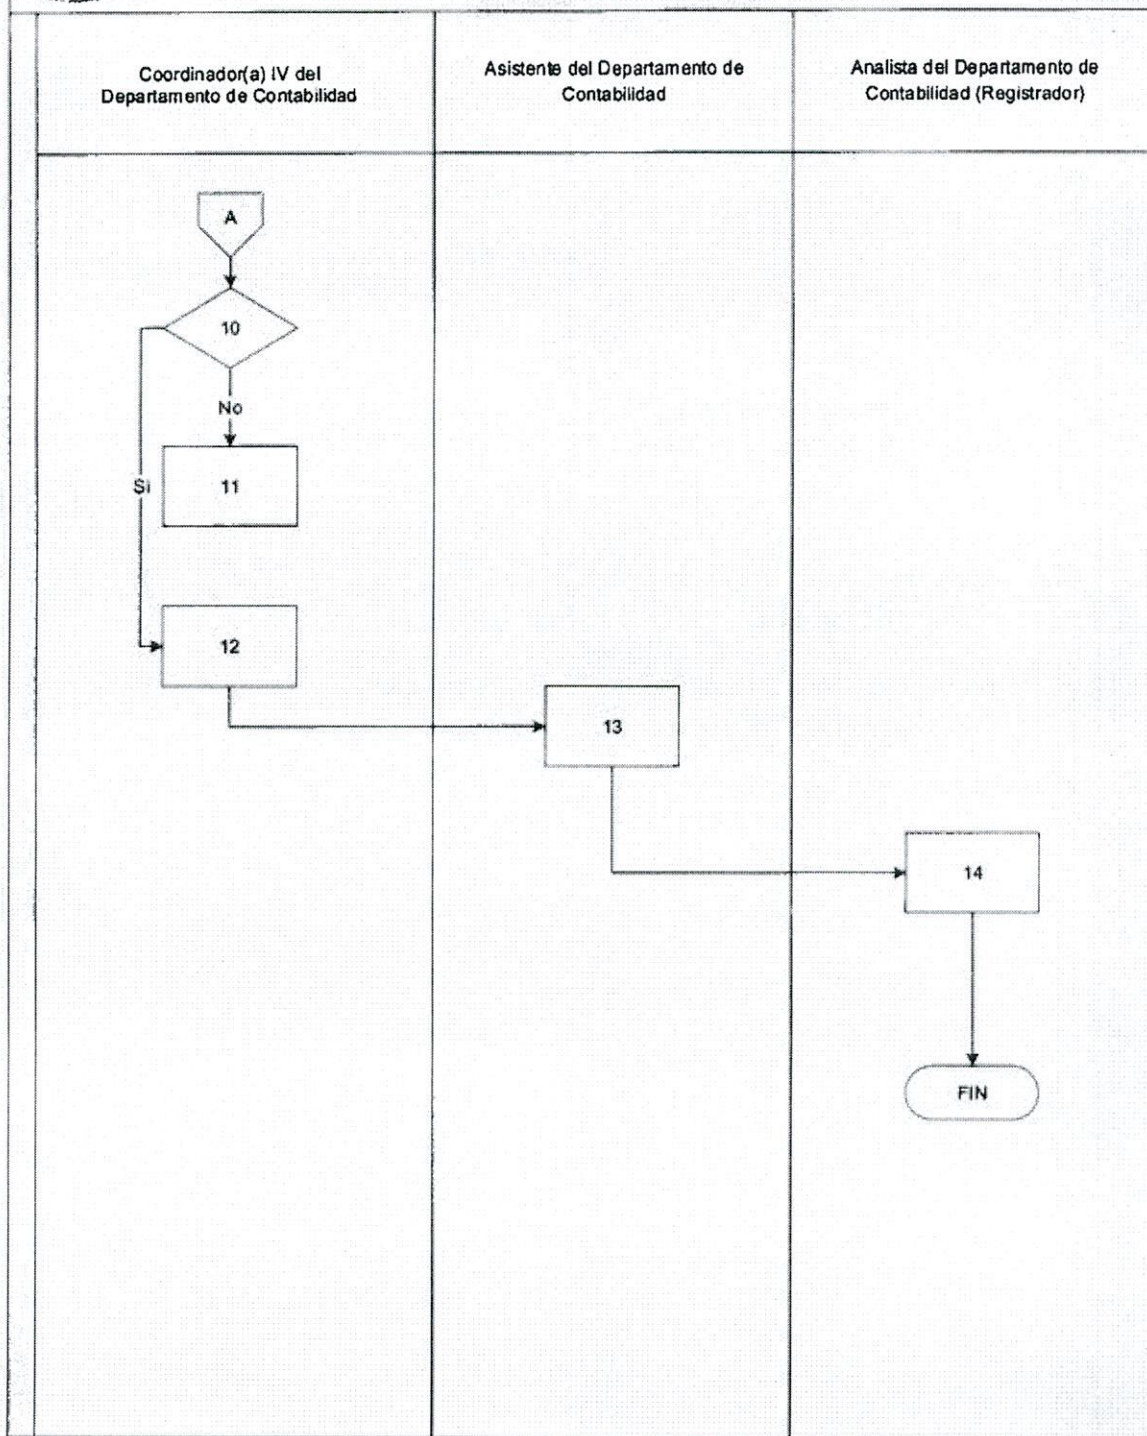 Coordinador(a) IV del
Departamento de Contabilidad
Asistente del Departamento de
Contabilidad
Analista del Departamento de
Contabilidad (Registrador)
A
10
No
Si
11
12
13
14
FIN